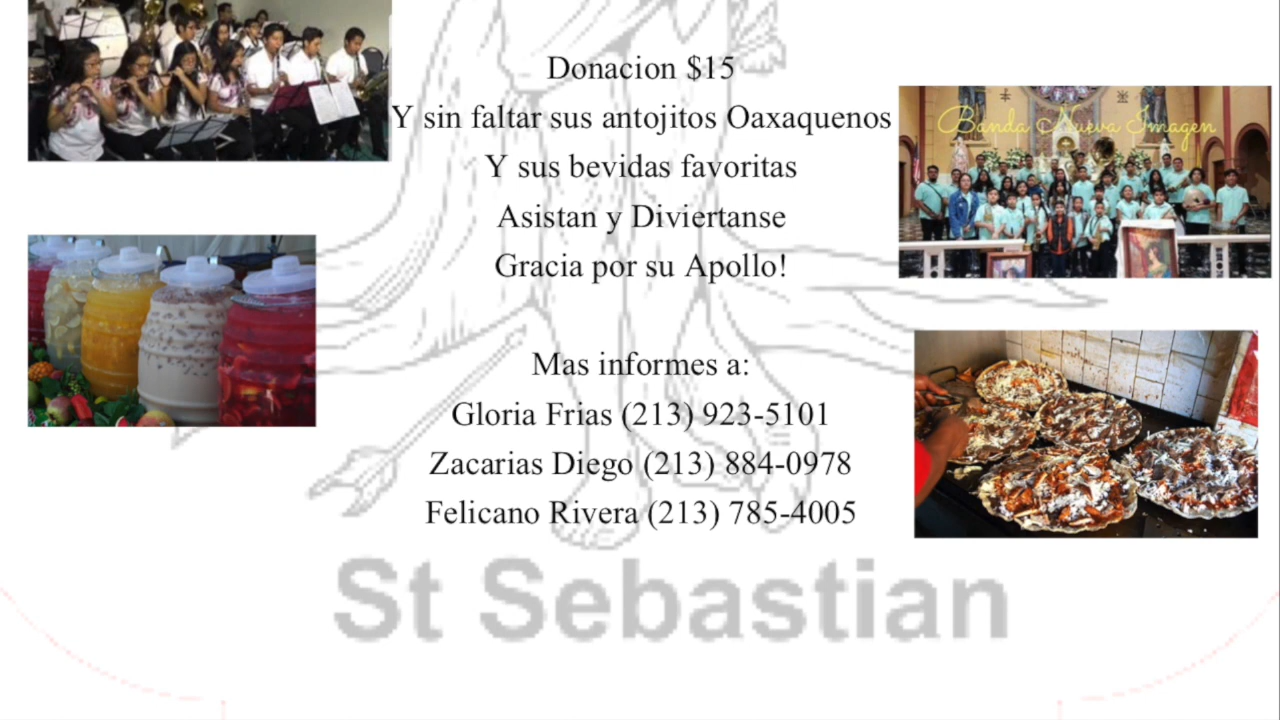 Donacion $15
Y sin faltar sus antojitos Oaxaquenos
Y sus bevidas favoritas
Asistan y Diviertanse
Gracia por su Apollo!
Banda Nueva Imagen
Mas informes a:
Gloria Frias (213) 923-5101
Zacarias Diego (213) 884-0978
Felicano Rivera (213) 785-4005
St Sebastian